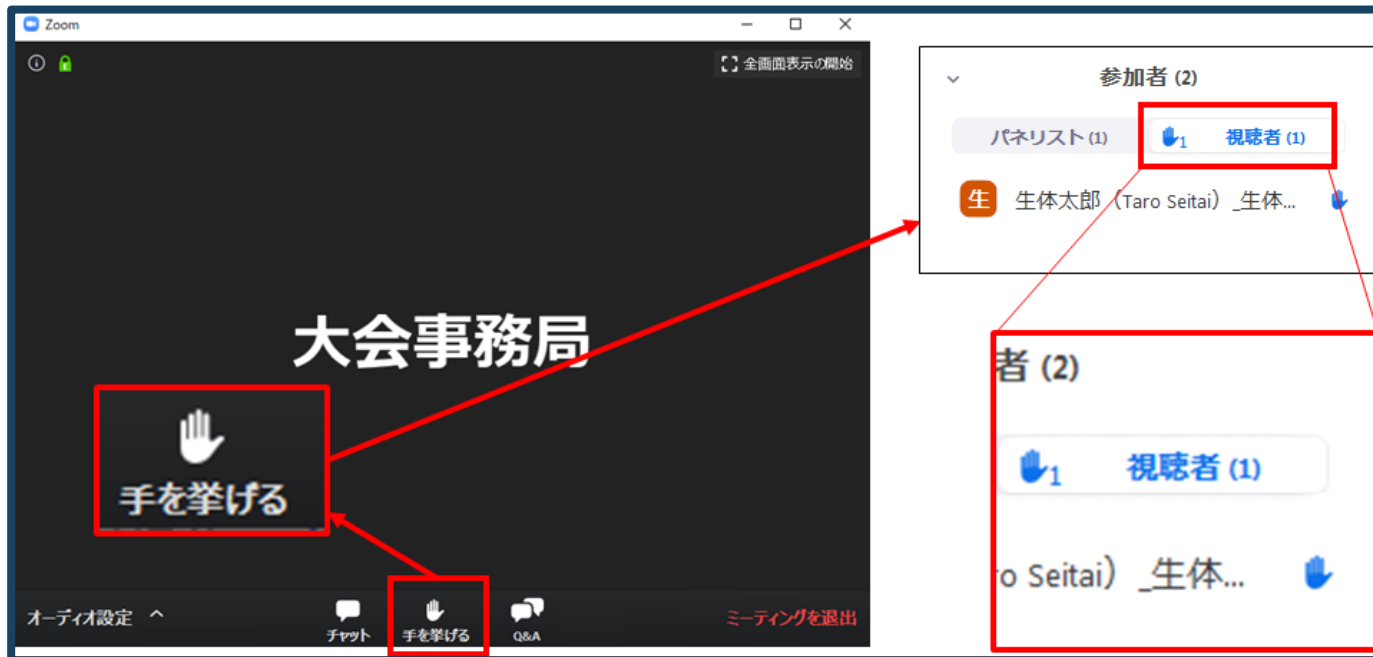 Zoom
全画面表示の開始
大会事務局
手を挙げる
オーディオ設定
チャット
手を挙げる
Q&A
ミーティングを退出
参加者 (2)
パネリスト (1)
1 視聴者 (1)
生 生体太郎（Taro Seitai）_生体...
者 (2)
1 視聴者 (1)
ro Seitai）_生体...